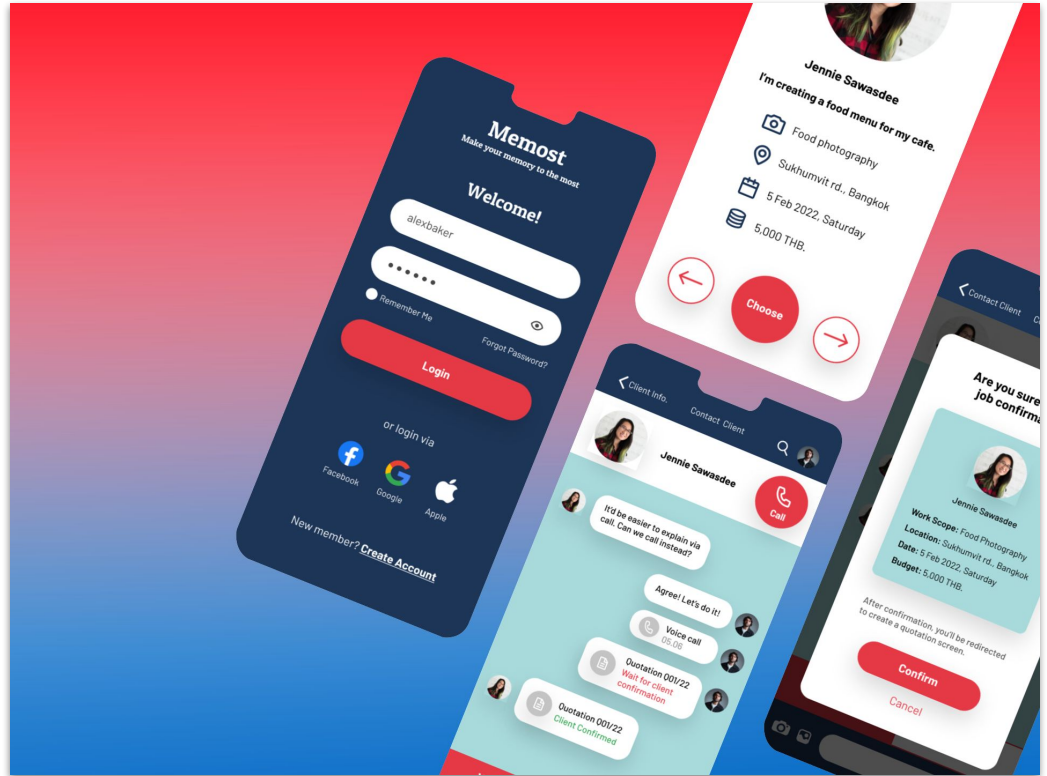 Memost
Make your memory to the most
Welcome!
alexbaker
Remember Me
Forgot Password?
Login
or login via
Facebook
Google
Apple
New member? Create Account
Jennie Sawasdee
I'm creating a food menu for my cafe.
Food photography
Sukhumvit rd., Bangkok
5 Feb 2022, Saturday
5,000 THB.
Choose
Client Info.
Contact Client
Jennie Sawasdee
Call
It'd be easier to explain via
call. Can we call instead?
Agree! Let's do it!
Voice call
05.06
Quotation 001/22
Wait for client
confirmation
Quotation 001/22
Client Confirmed
Contact Client
Are you sure
job confirma
Jennie Sawasdee
Work Scope: Food Photography
Location: Sukhumvit rd., Bangkok
Date: 5 Feb 2022, Saturday
Budget: 5,000 THB.
After confirmation, you'll be redirected
to create a quotation screen.
Confirm
Cancel